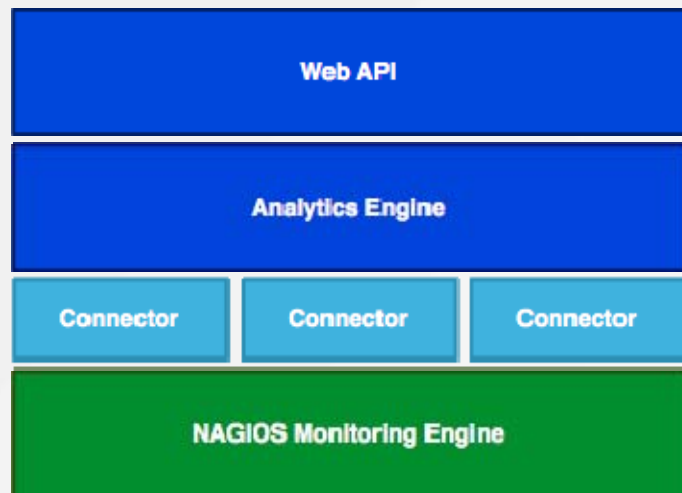 Web API
Analytics Engine
Connector Connector Connector
NAGIOS Monitoring Engine